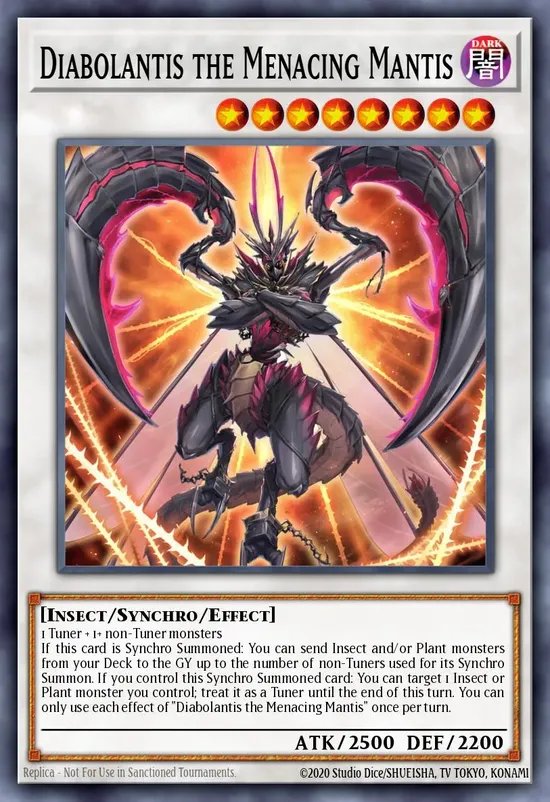 DIABOLANTIS THE MENACING MANTIS
DARK
闇
[INSECT/SYNCHRO/EFFECT]
1 Tuner + 1+ non-Tuner monsters
If this card is Synchro Summoned: You can send Insect and/or Plant monsters
from your Deck to the GY up to the number of non-Tuners used for its Synchro
Summon. If you control this Synchro Summoned card: You can target 1 Insect or
Plant monster you control; treat it as a Tuner until the end of this turn. You can
only use each effect of "Diabolantis the Menacing Mantis" once per turn.
ATK/2500 DEF/2200
Replica - Not For Use in Sanctioned Tournaments.
©2020 Studio Dice/SHUEISHA, TV TOKYO, KONAMI